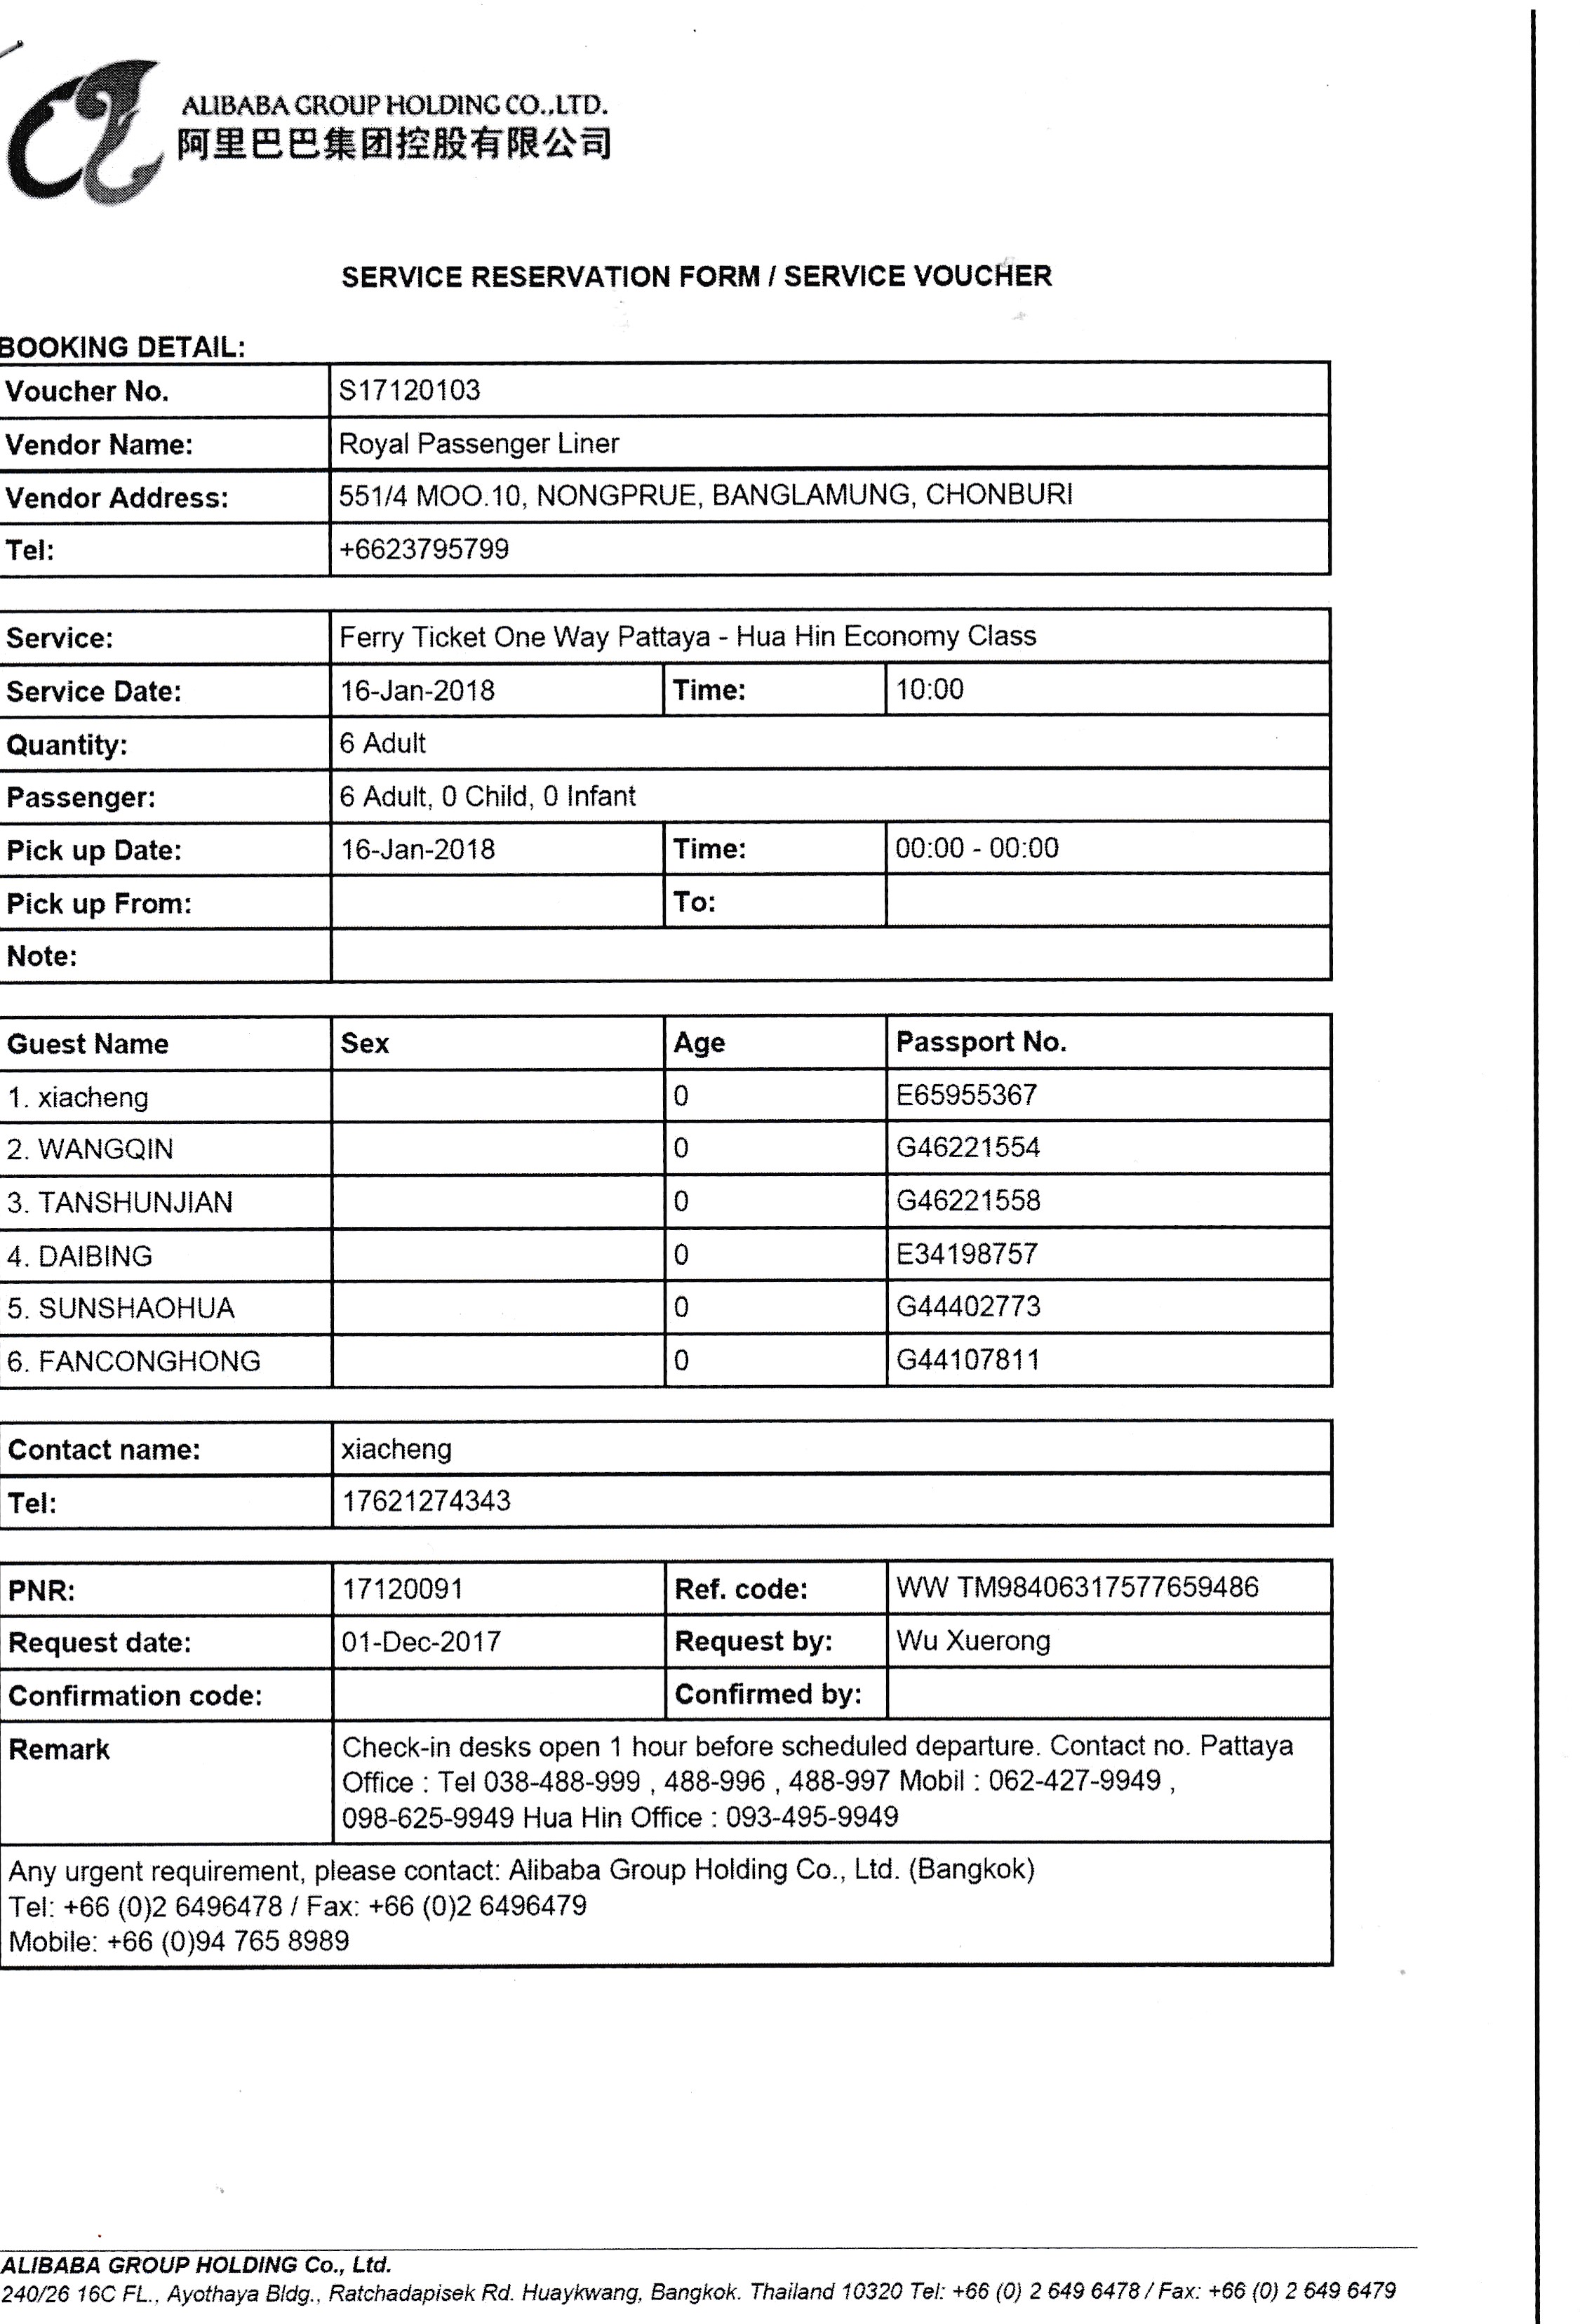 ALIBABA GROUP HOLDING CO.,LTD.
阿里巴巴集团控股有限公司
SERVICE RESERVATION FORM / SERVICE VOUCHER
BOOKING DETAIL:
Voucher No. S17120103
Vendor Name: Royal Passenger Liner
Vendor Address: 551/4 MOO.10, NONGPRUE, BANGLAMUNG, CHONBURI
Tel: +6623795799
Service: Ferry Ticket One Way Pattaya - Hua Hin Economy Class
Service Date: 16-Jan-2018 Time: 10:00
Quantity: 6 Adult
Passenger: 6 Adult, 0 Child, 0 Infant
Pick up Date: 16-Jan-2018 Time: 00:00 - 00:00
Pick up From: To:
Note:
Guest Name Sex Age Passport No.
1. xiacheng 0 E65955367
2. WANGQIN 0 G46221554
3. TANSHUNJIAN 0 G46221558
4. DAIBING 0 E34198757
5. SUNSHAOHUA 0 G44402773
6. FANCONGHONG 0 G44107811
Contact name: xiacheng
Tel: 17621274343
PNR: 17120091 Ref. code: WW TM98406317577659486
Request date: 01-Dec-2017 Request by: Wu Xuerong
Confirmation code: Confirmed by:
Remark Check-in desks open 1 hour before scheduled departure. Contact no. Pattaya
Office : Tel 038-488-999 , 488-996 , 488-997 Mobil : 062-427-9949 ,
098-625-9949 Hua Hin Office : 093-495-9949
Any urgent requirement, please contact: Alibaba Group Holding Co., Ltd. (Bangkok)
Tel: +66 (0)2 6496478 / Fax: +66 (0)2 6496479
Mobile: +66 (0)94 765 8989
ALIBABA GROUP HOLDING Co., Ltd.
240/26 16C FL., Ayothaya Bldg., Ratchadapisek Rd. Huaykwang, Bangkok. Thailand 10320 Tel: +66 (0) 2 649 6478 / Fax: +66 (0) 2 649 6479